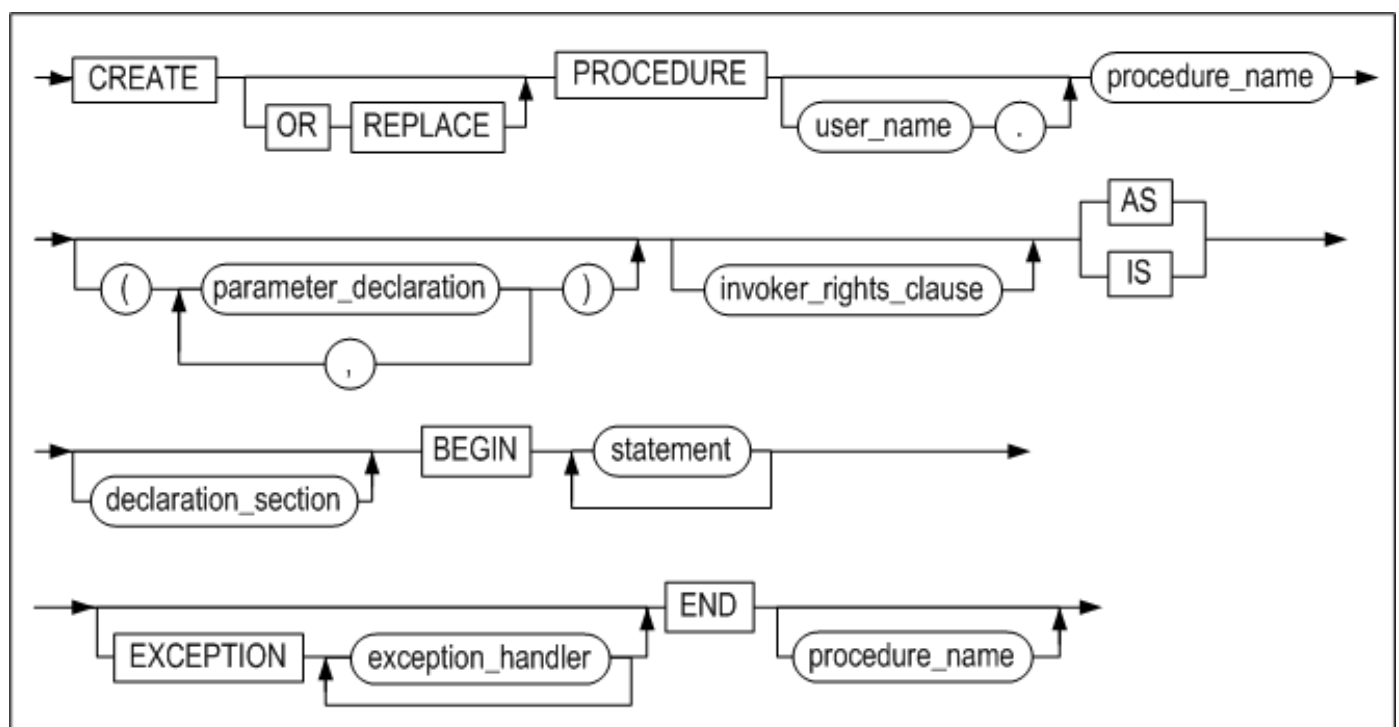 CREATE OR REPLACE PROCEDURE user_name . procedure_name
( parameter_declaration , ) invoker_rights_clause AS IS
declaration_section BEGIN statement
EXCEPTION exception_handler END procedure_name